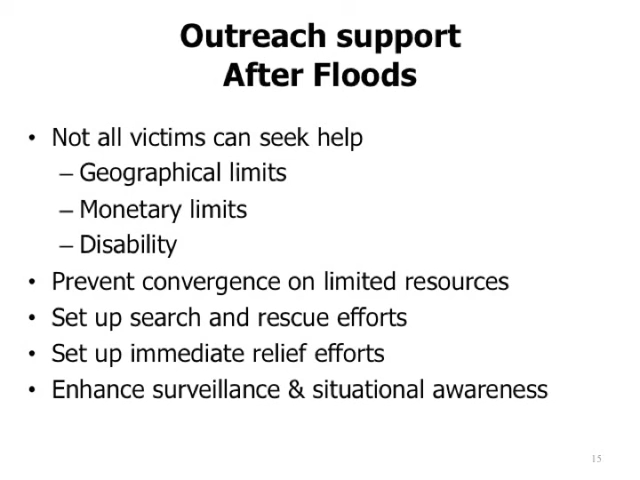 Outreach support
After Floods
• Not all victims can seek help
– Geographical limits
– Monetary limits
– Disability
• Prevent convergence on limited resources
• Set up search and rescue efforts
• Set up immediate relief efforts
• Enhance surveillance & situational awareness
15